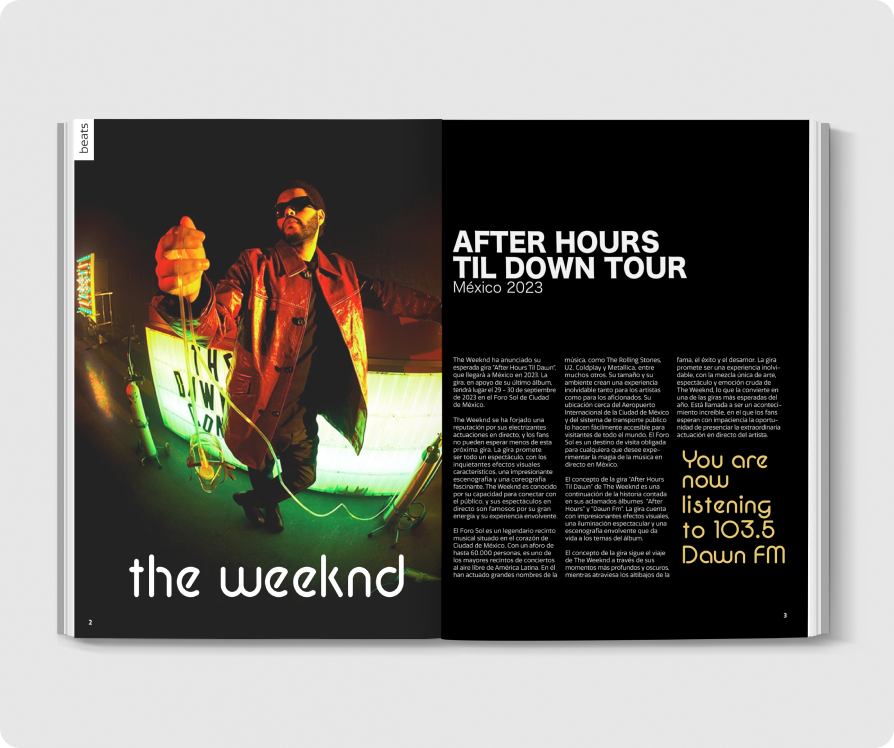 beats
THE
DAWN
ON
the weeknd
2
AFTER HOURS
TIL DOWN TOUR
México 2023
The Weeknd ha anunciado su
esperada gira "After Hours Til Dawn",
que llegará a México en 2023. La
gira, en apoyo de su último álbum,
tendrá lugar el 29 - 30 de septiembre
de 2023 en el Foro Sol de Ciudad
de México.
The Weeknd se ha forjado una
reputación por sus electrizantes
actuaciones en directo, y los fans
no pueden esperar menos de esta
próxima gira. La gira promete
ser todo un espectáculo, con los
inquietantes efectos visuales
característicos, una impresionante
escenografía y una coreografía
fascinante. The Weeknd es conocido
por su capacidad para conectar con
el público, y sus espectáculos en
directo son famosos por su gran
energía y su experiencia envolvente.
El Foro Sol es un legendario recinto
musical situado en el corazón de
Ciudad de México. Con un aforo de
hasta 60.000 personas, es uno de
los mayores recintos de conciertos
al aire libre de América Latina. En él
han actuado grandes nombres de la
música, como The Rolling Stones,
U2, Coldplay y Metallica, entre
muchos otros. Su tamaño y su
ambiente crean una experiencia
inolvidable tanto para los artistas
como para los aficionados. Su
ubicación cerca del Aeropuerto
Internacional de la Ciudad de México
y del sistema de transporte público
lo hacen fácilmente accesible para
visitantes de todo el mundo. El Foro
Sol es un destino de visita obligada
para cualquiera que desee expe-
rimentar la magia de la música en
directo en México.
El concepto de la gira "After Hours
Til Dawn" de The Weeknd es una
continuación de la historia contada
en sus aclamados álbumes "After
Hours" y "Dawn Fm". La gira cuenta
con impresionantes efectos visuales,
una iluminación espectacular y una
escenografía envolvente que da
vida a los temas del álbum.
El concepto de la gira sigue el viaje
de The Weeknd a través de sus
momentos más profundos y oscuros,
mientras atraviesa los altibajos de la
fama, el éxito y el desamor. La gira
promete ser una experiencia inolvi-
dable, con la mezcla única de arte,
espectáculo y emoción cruda de
The Weeknd, lo que la convierte en
una de las giras más esperadas del
año. Está llamada a ser un aconteci-
miento increíble, en el que los fans
esperan con impaciencia la oportu-
nidad de presenciar la extraordinaria
actuación en directo del artista.
You are
now
listening
to 103.5
Dawn FM
3